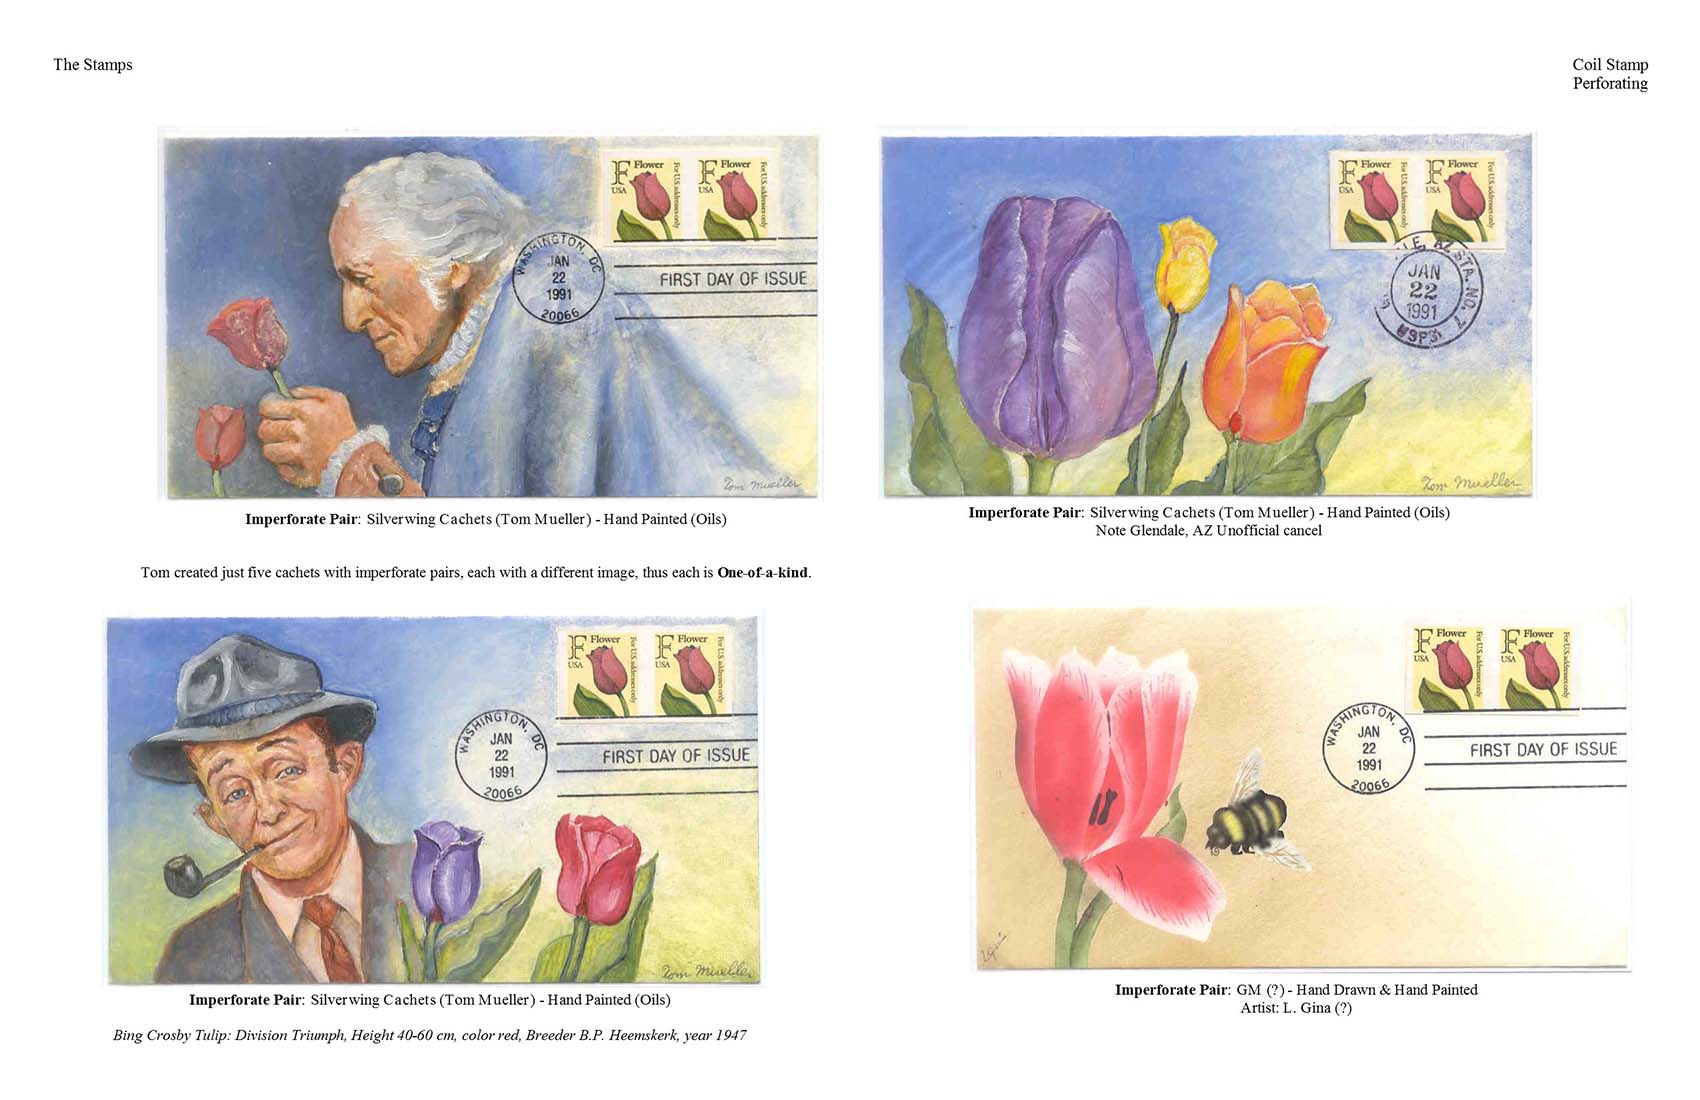 The Stamps
Coil Stamp
Perforating
F Flower
USA
For U.S. addresses only
F Flower
USA
For U.S. addresses only
WASHINGTON, DC
JAN
22
1991
20066
FIRST DAY OF ISSUE
Tom Mueller
Imperforate Pair: Silverwing Cachets (Tom Mueller) - Hand Painted (Oils)
F Flower
USA
For U.S. addresses only
F Flower
USA
For U.S. addresses only
LE, AZ STA. NO. 7
JAN
22
1991
USPS
Tom Mueller
Imperforate Pair: Silverwing Cachets (Tom Mueller) - Hand Painted (Oils)
Note Glendale, AZ Unofficial cancel
Tom created just five cachets with imperforate pairs, each with a different image, thus each is One-of-a-kind.
F Flower
USA
For U.S. addresses only
F Flower
USA
For U.S. addresses only
WASHINGTON, DC
JAN
22
1991
20066
FIRST DAY OF ISSUE
Tom Mueller
Imperforate Pair: Silverwing Cachets (Tom Mueller) - Hand Painted (Oils)
Bing Crosby Tulip: Division Triumph, Height 40-60 cm, color red, Breeder B.P. Heemskerk, year 1947
F Flower
USA
For U.S. addresses only
F Flower
USA
For U.S. addresses only
WASHINGTON, DC
JAN
22
1991
20066
FIRST DAY OF ISSUE
Imperforate Pair: GM (?) - Hand Drawn & Hand Painted
Artist: L. Gina (?)